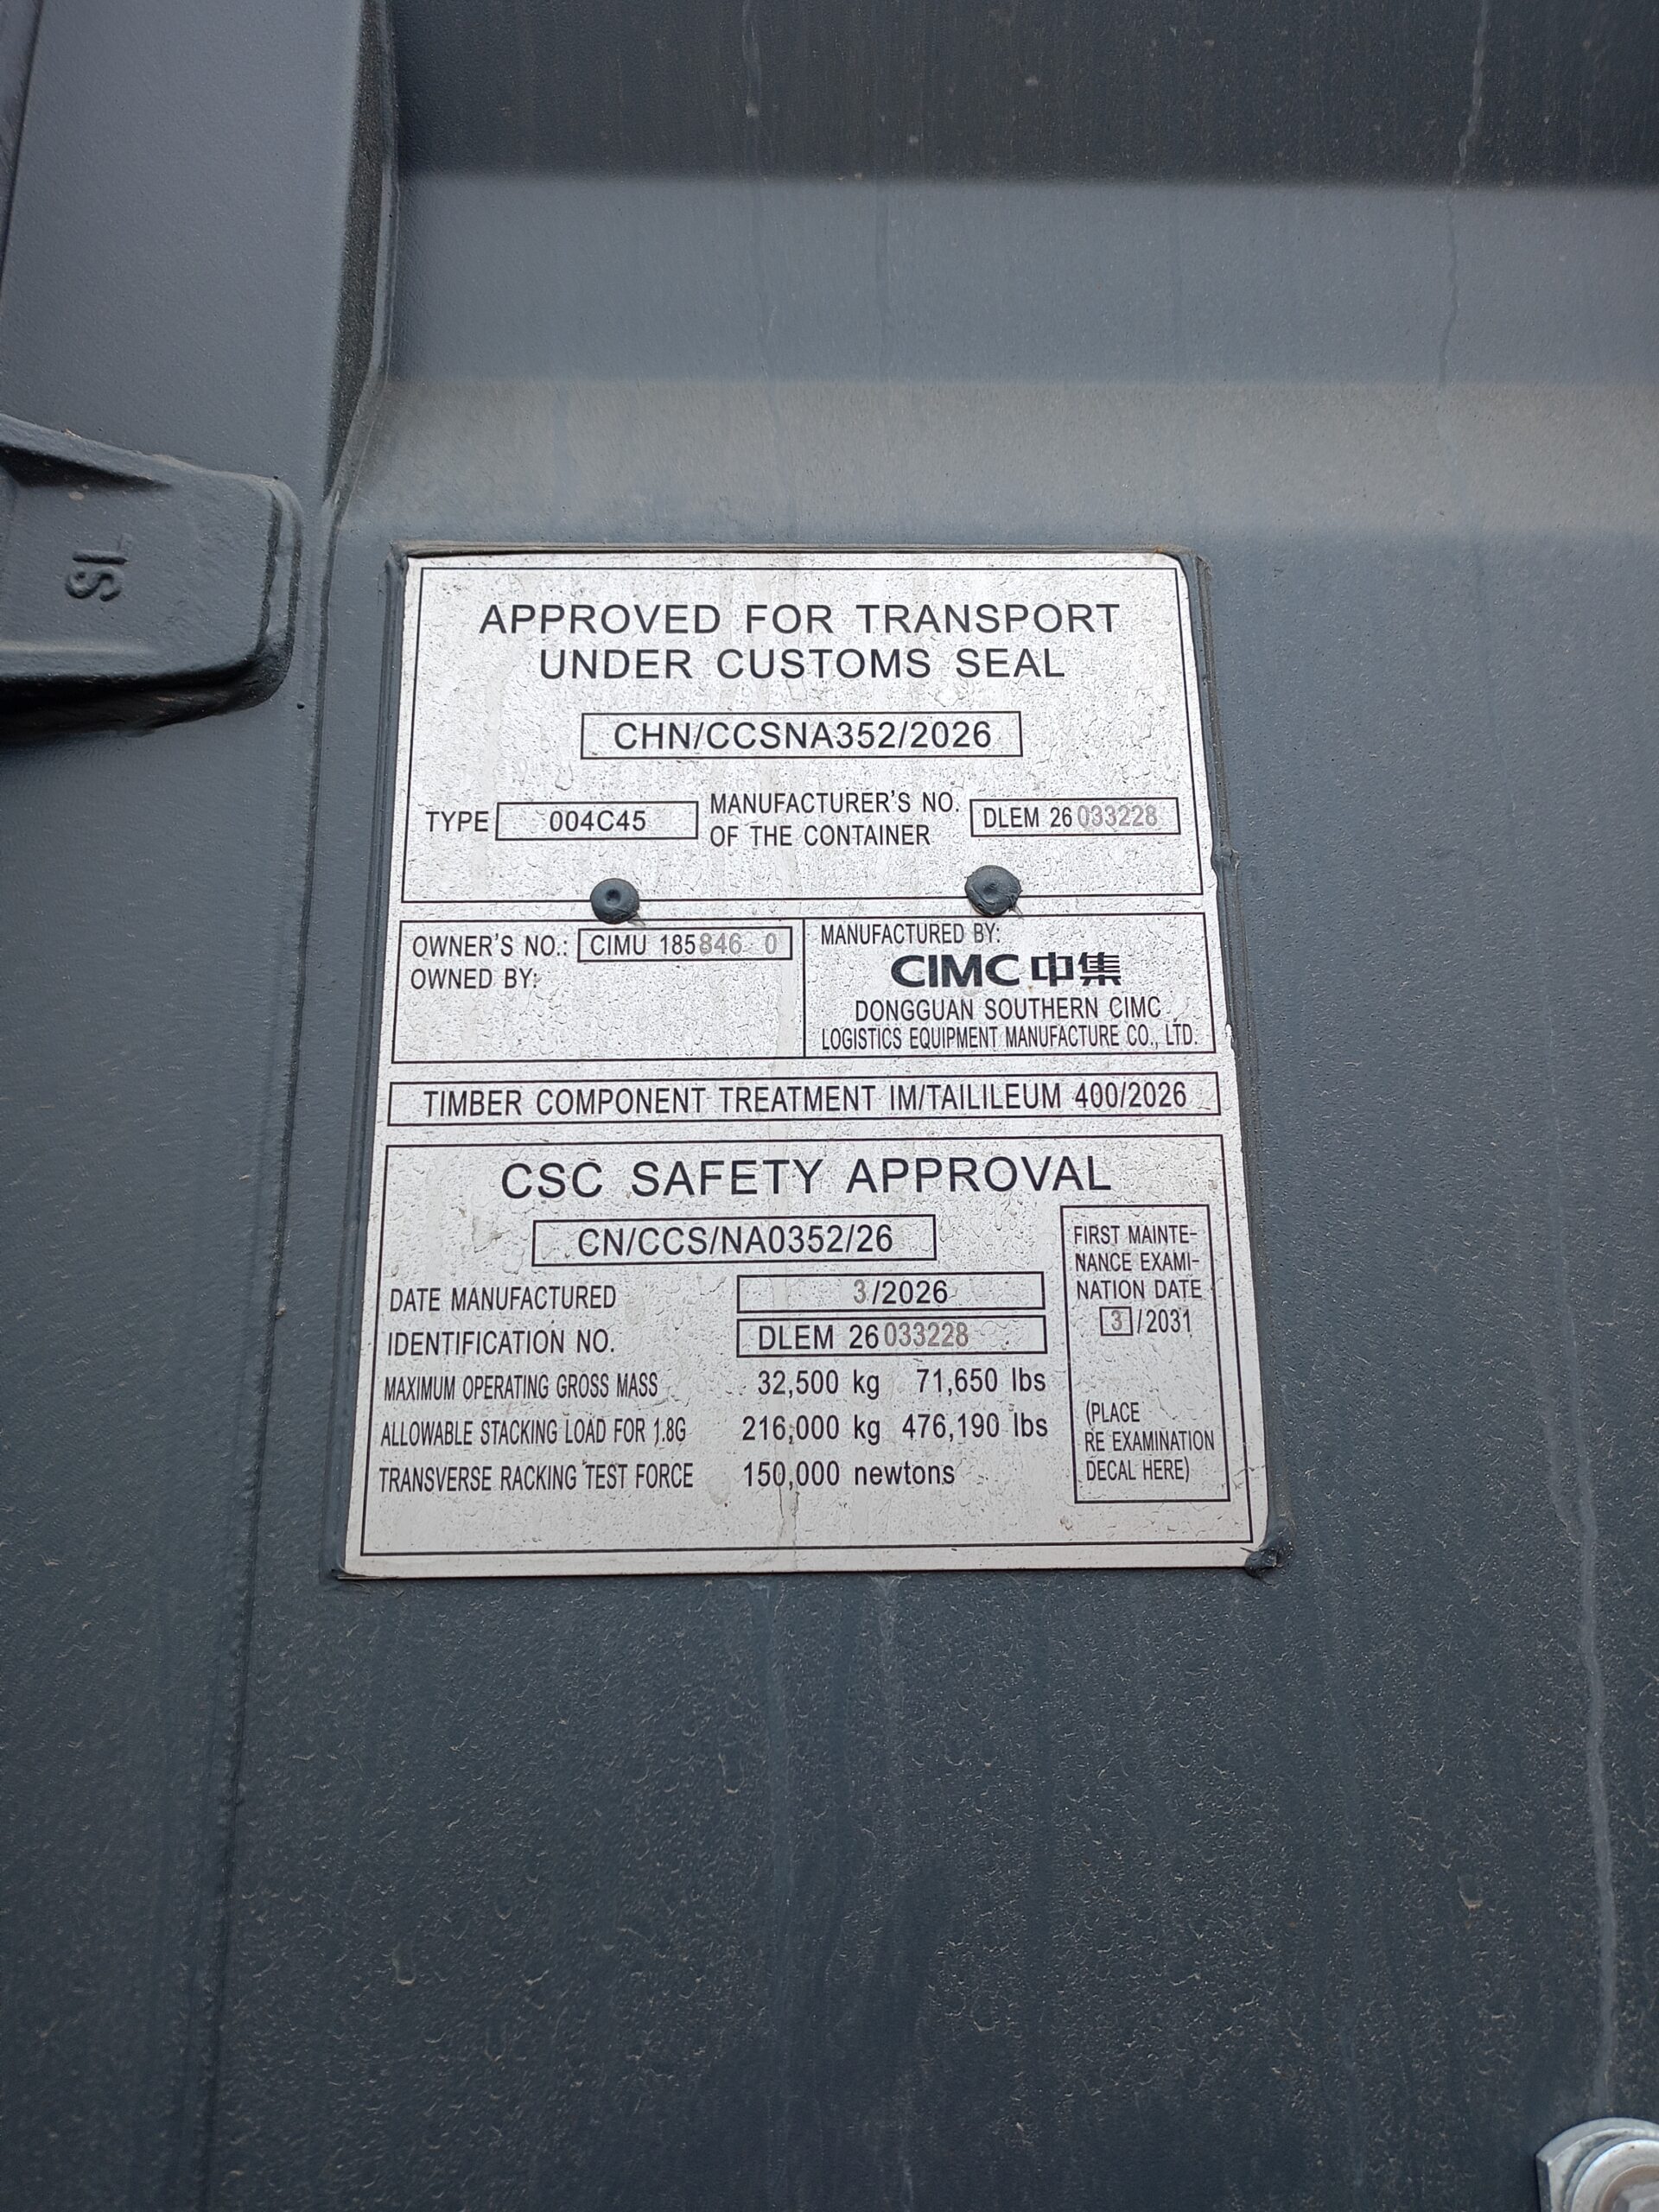 SL
APPROVED FOR TRANSPORT
UNDER CUSTOMS SEAL
CHN/CCSNA352/2026
TYPE 004C45 MANUFACTURER'S NO. OF THE CONTAINER DLEM 26 033228
OWNER'S NO.: CIMU 185846 0
OWNED BY:
MANUFACTURED BY:
CIMC 中集
DONGGUAN SOUTHERN CIMC
LOGISTICS EQUIPMENT MANUFACTURE CO., LTD.
TIMBER COMPONENT TREATMENT IM/TAILILEUM 400/2026
CSC SAFETY APPROVAL
CN/CCS/NA0352/26
DATE MANUFACTURED 3/2026
IDENTIFICATION NO. DLEM 26 033228
MAXIMUM OPERATING GROSS MASS 32,500 kg 71,650 lbs
ALLOWABLE STACKING LOAD FOR 1.8G 216,000 kg 476,190 lbs
TRANSVERSE RACKING TEST FORCE 150,000 newtons
FIRST MAINTE-
NANCE EXAMI-
NATION DATE
3/2031
(PLACE
RE EXAMINATION
DECAL HERE)